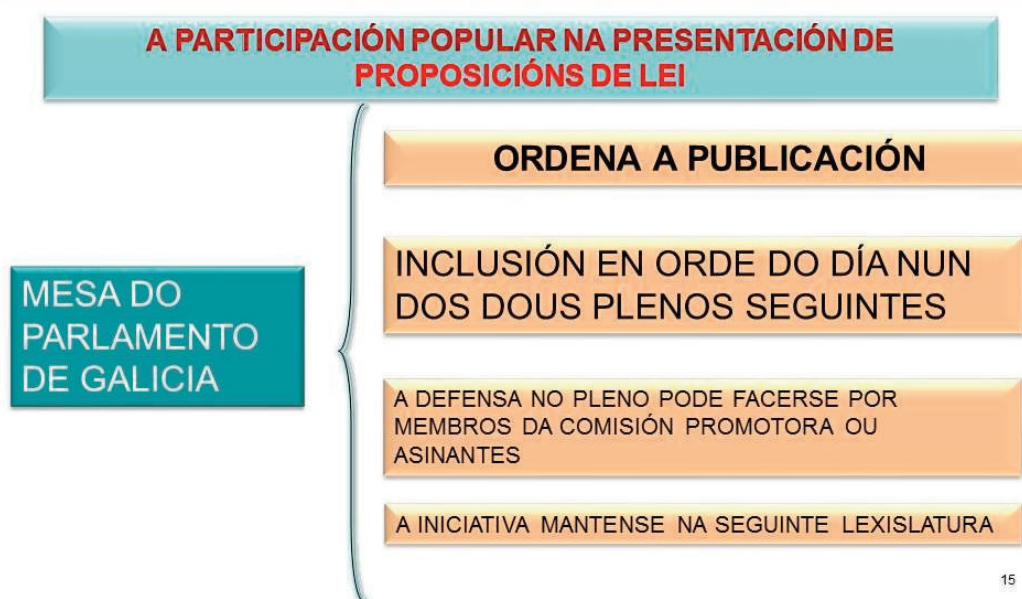 A PARTICIPACIÓN POPULAR NA PRESENTACIÓN DE
PROPOSICIÓNS DE LEI
ORDENA A PUBLICACIÓN
INCLUSIÓN EN ORDE DO DÍA NUN
DOS DOUS PLENOS SEGUINTES
MESA DO
PARLAMENTO
DE GALICIA
A DEFENSA NO PLENO PODE FACERSE POR
MEMBROS DA COMISIÓN PROMOTORA OU
ASINANTES
A INICIATIVA MANTENSE NA SEGUINTE LEXISLATURA
15